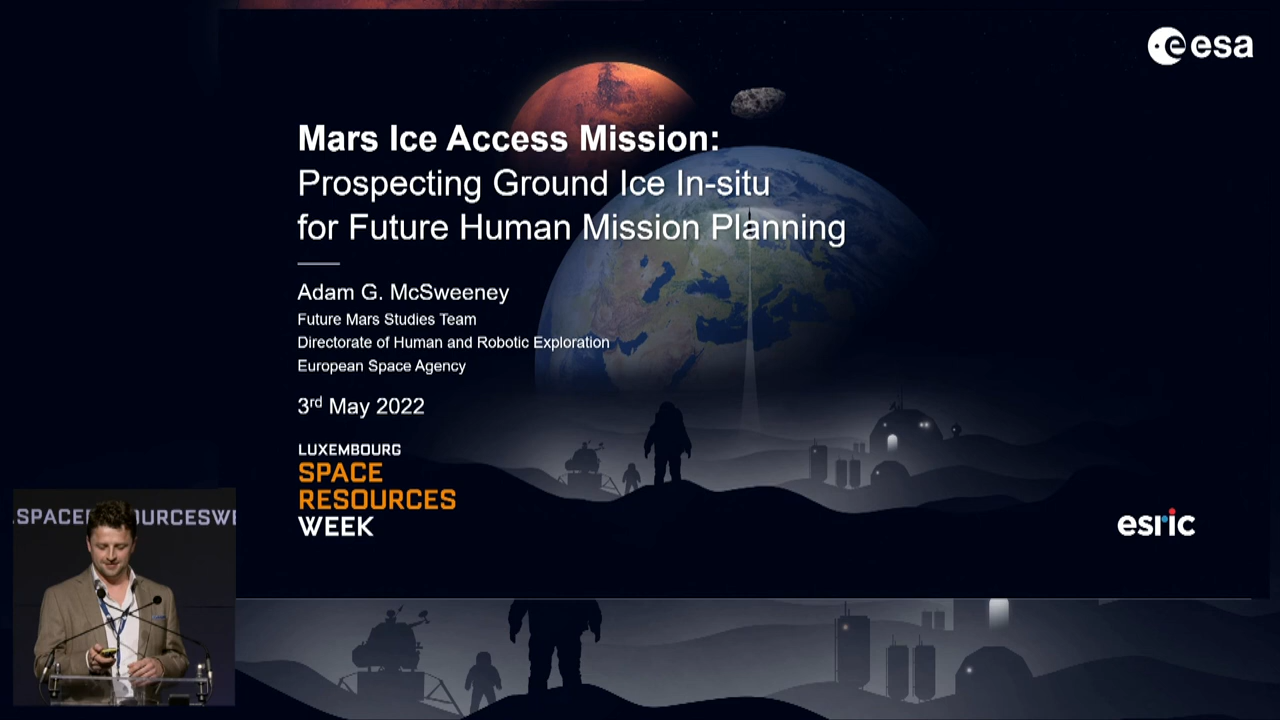 esa
Mars Ice Access Mission:
Prospecting Ground Ice In-situ
for Future Human Mission Planning
Adam G. McSweeney
Future Mars Studies Team
Directorate of Human and Robotic Exploration
European Space Agency
3rd May 2022
LUXEMBOURG
SPACE
RESOURCES
WEEK
esric